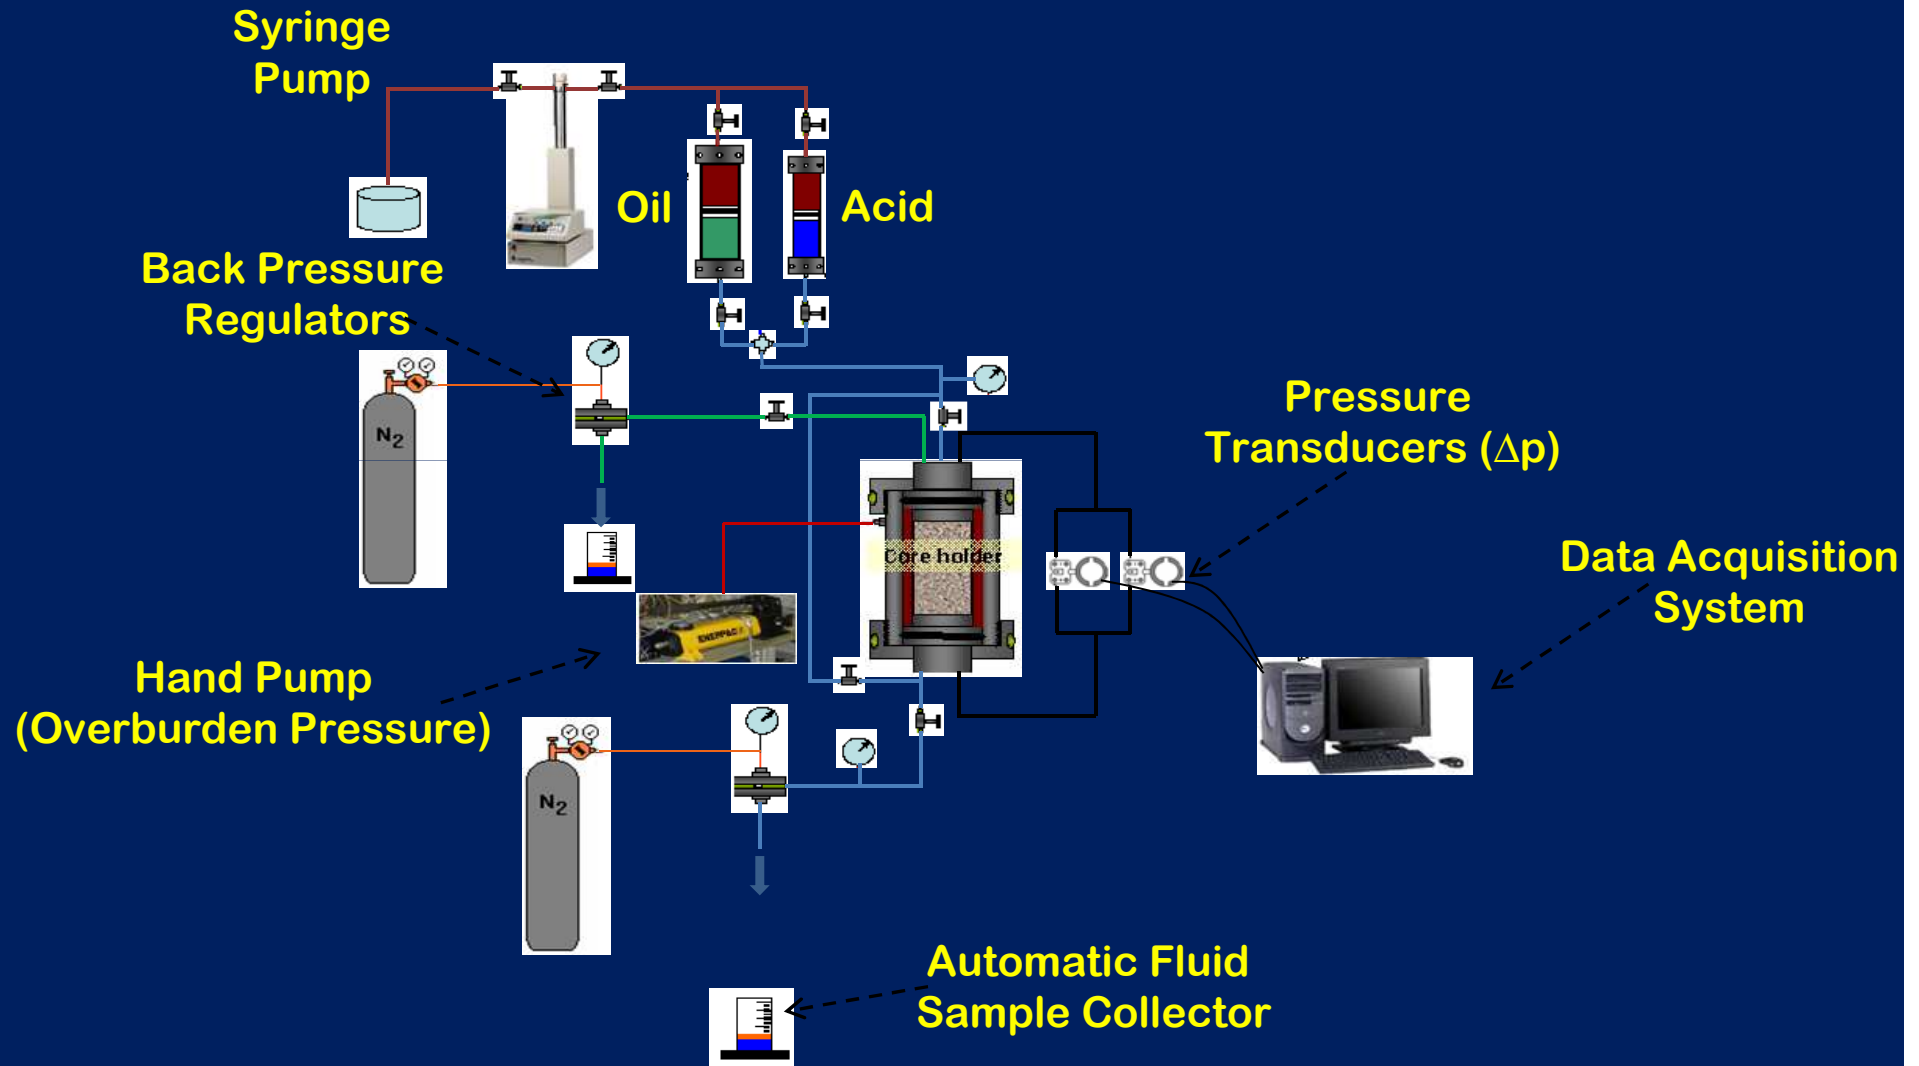 Syringe
Pump
Oil
Acid
Back Pressure
Regulators
N2
Pressure
Transducers (Δp)
Core holder
Data Acquisition
System
ENERPAC
Hand Pump
(Overburden Pressure)
N2
Automatic Fluid
Sample Collector